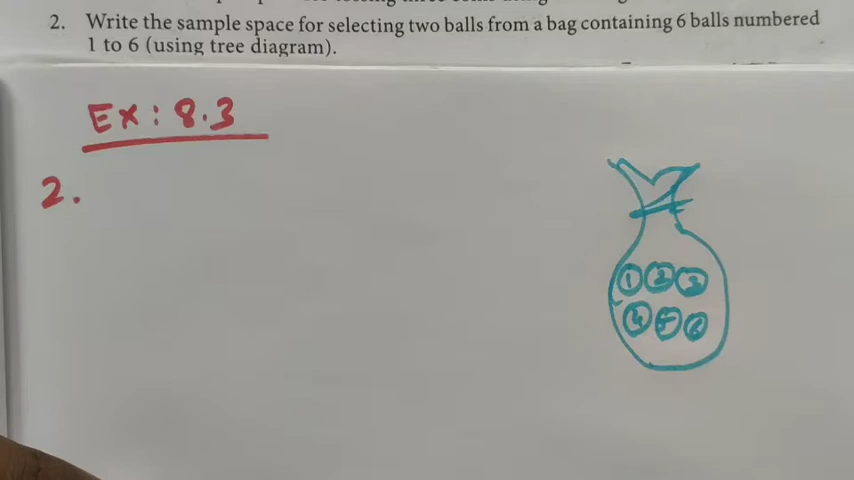 2. Write the sample space for selecting two balls from a bag containing 6 balls numbered
1 to 6 (using tree diagram).
Ex: 8.3
2.
1 2 3
4 5 6